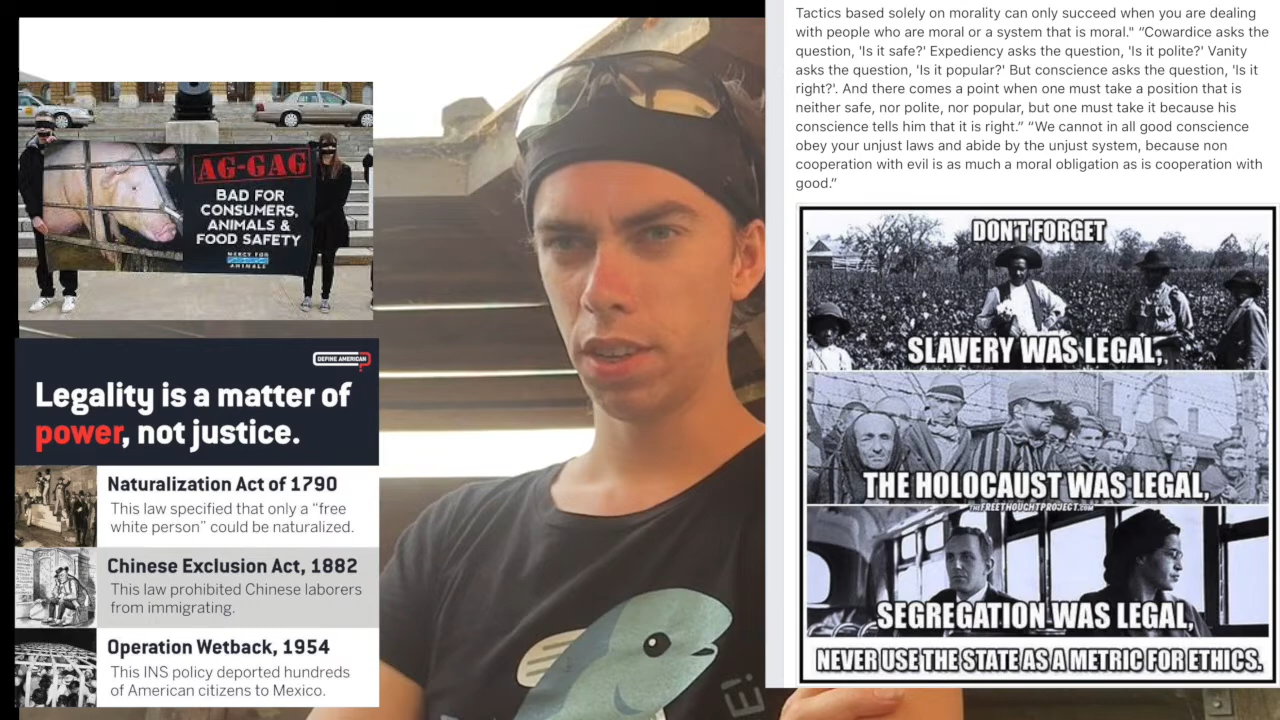 AG-GAG
BAD FOR
CONSUMERS,
ANIMALS &
FOOD SAFETY
MERCY FOR
ANIMALS
DEFINE AMERICAN
Legality is a matter of
power, not justice.
Naturalization Act of 1790
This law specified that only a “free
white person” could be naturalized.
Chinese Exclusion Act, 1882
This law prohibited Chinese laborers
from immigrating.
Operation Wetback, 1954
This INS policy deported hundreds
of American citizens to Mexico.
Tactics based solely on morality can only succeed when you are dealing
with people who are moral or a system that is moral." “Cowardice asks the
question, 'Is it safe?' Expediency asks the question, 'Is it polite?' Vanity
asks the question, 'Is it popular?' But conscience asks the question, 'Is it
right?'. And there comes a point when one must take a position that is
neither safe, nor polite, nor popular, but one must take it because his
conscience tells him that it is right.” “We cannot in all good conscience
obey your unjust laws and abide by the unjust system, because non
cooperation with evil is as much a moral obligation as is cooperation with
good.”
DON'T FORGET
SLAVERY WAS LEGAL,
THE HOLOCAUST WAS LEGAL,
THEFREETHOUGHTPROJECT.COM
SEGREGATION WAS LEGAL,
NEVER USE THE STATE AS A METRIC FOR ETHICS.